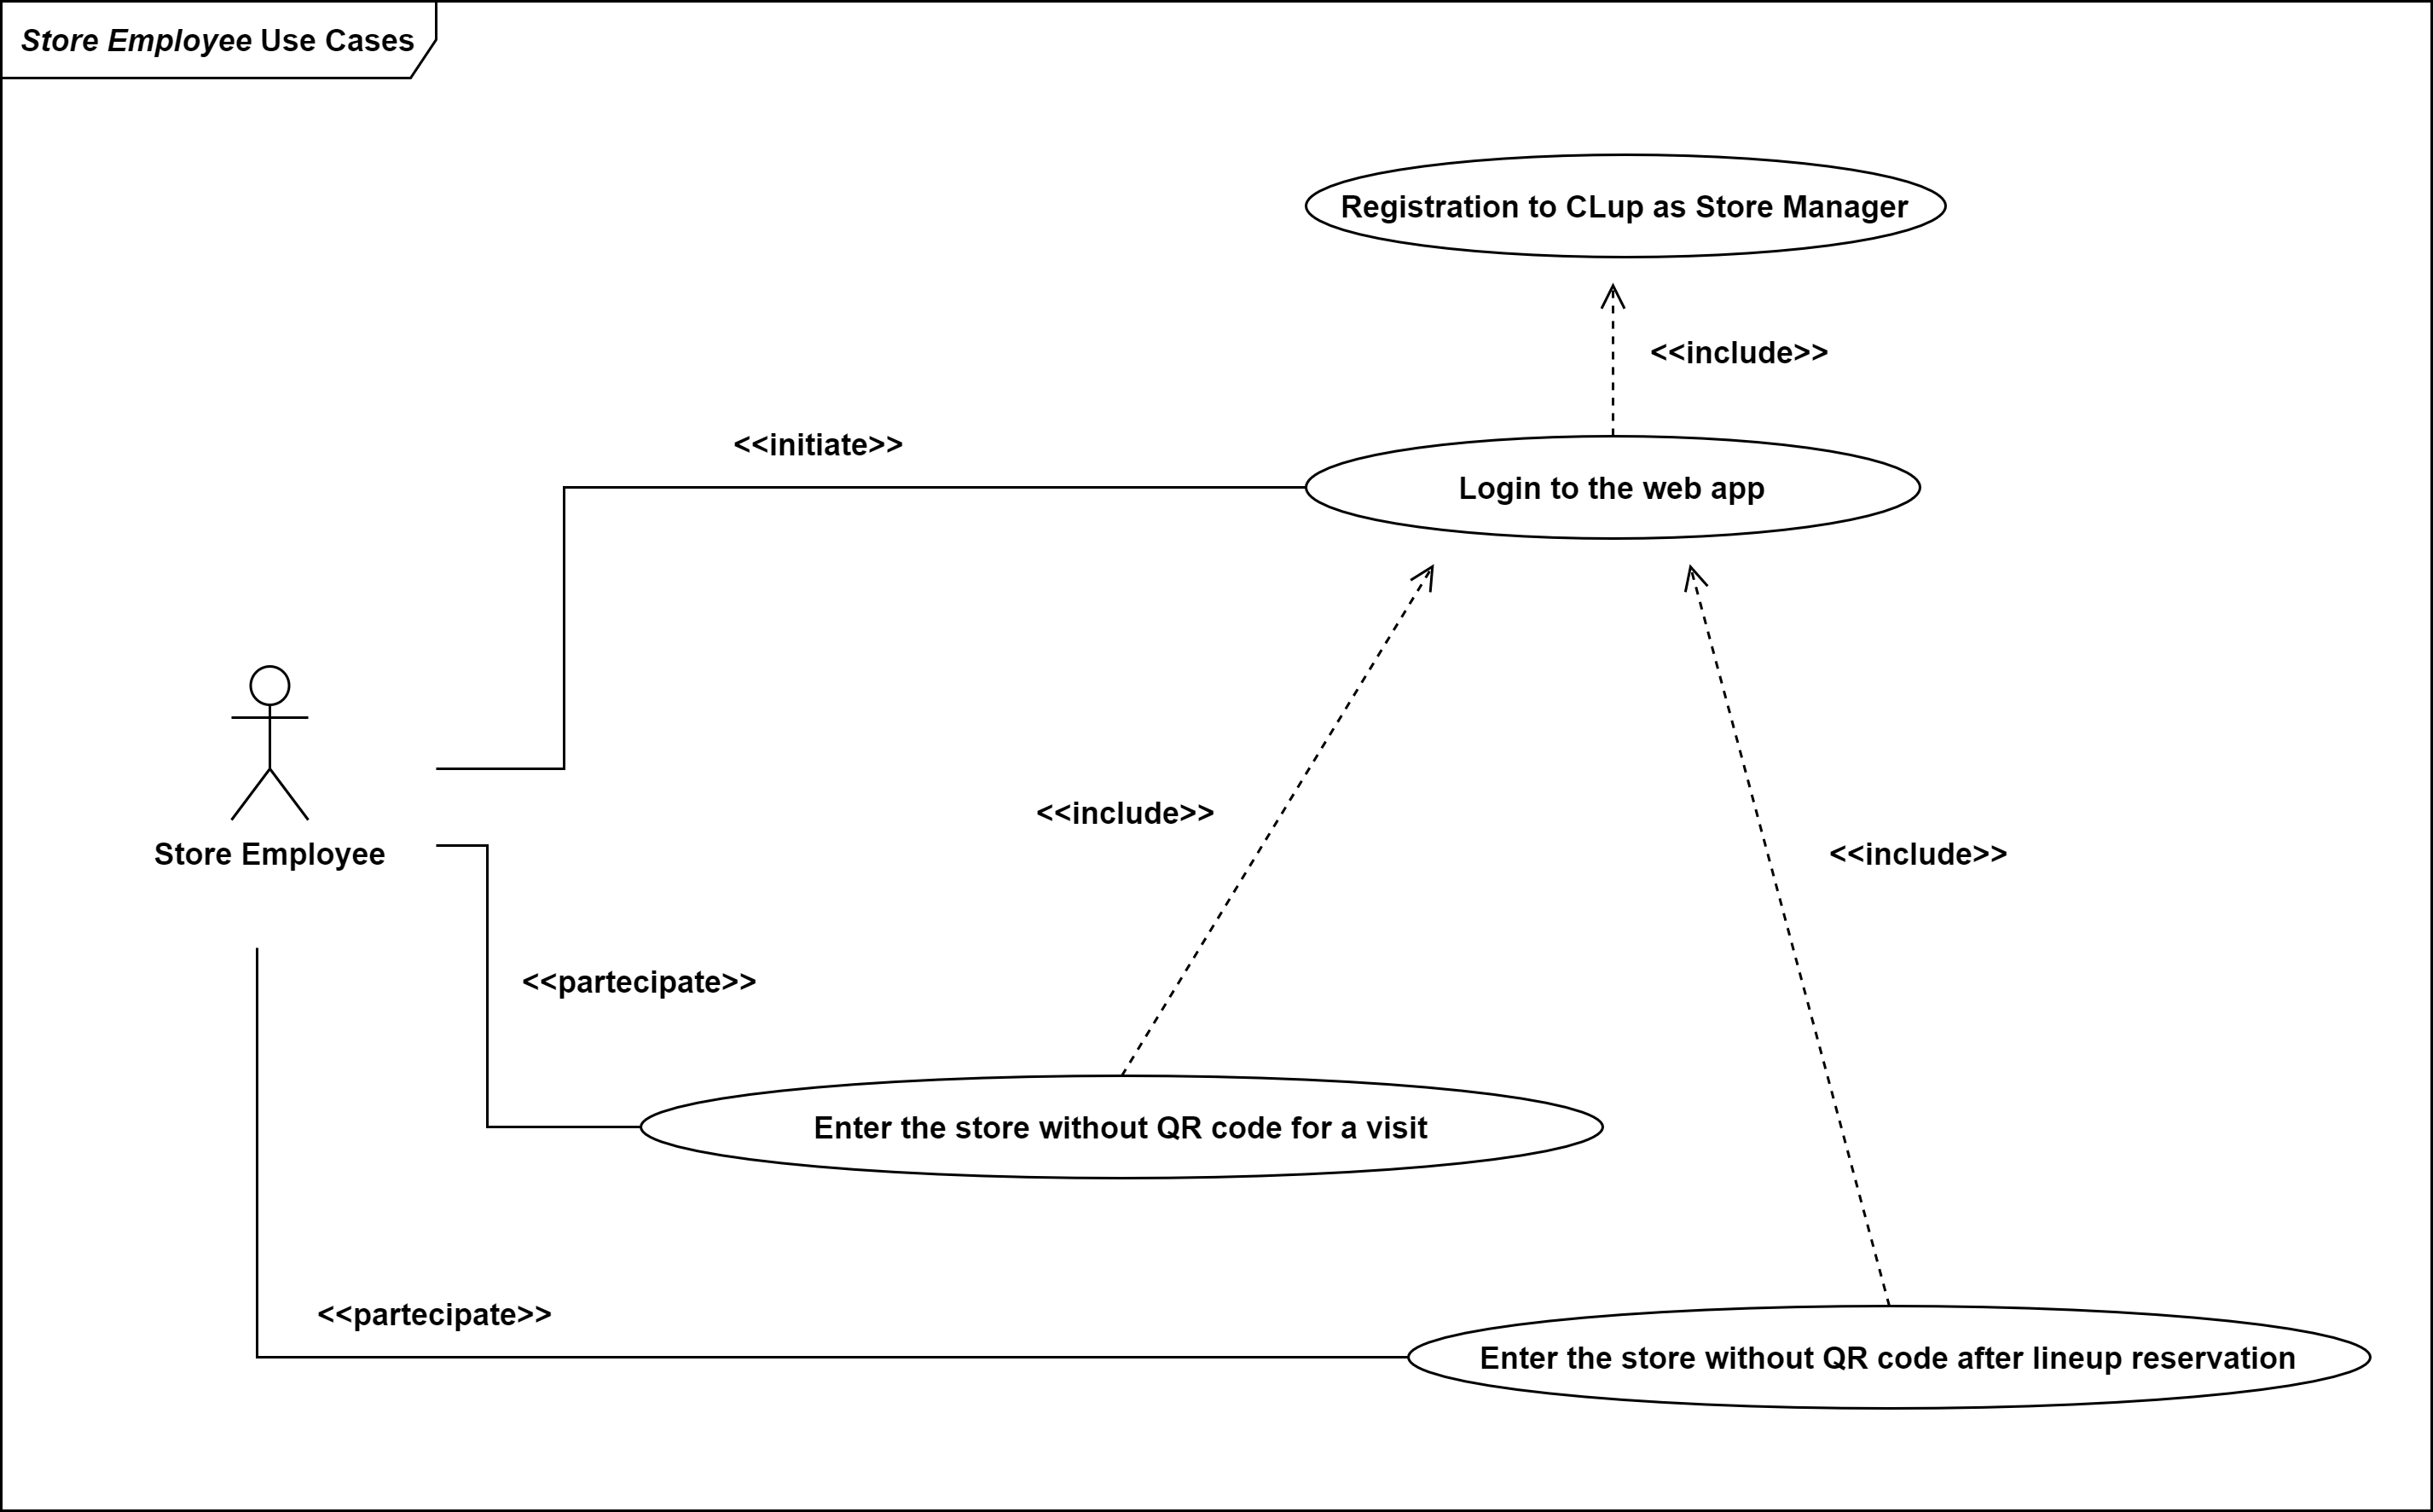 Store Employee Use Cases
Registration to CLup as Store Manager
<<include>>
<<initiate>>
Login to the web app
<<include>>
Store Employee
<<include>>
<<partecipate>>
Enter the store without QR code for a visit
<<partecipate>>
Enter the store without QR code after lineup reservation